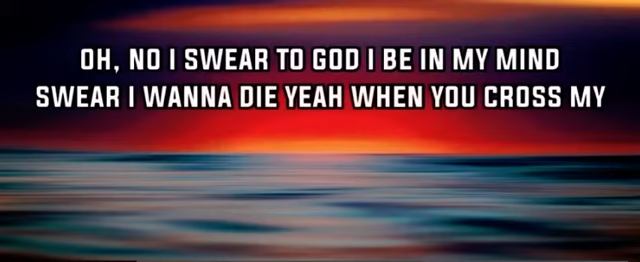 OH, NO I SWEAR TO GOD I BE IN MY MIND
SWEAR I WANNA DIE YEAH WHEN YOU CROSS MY